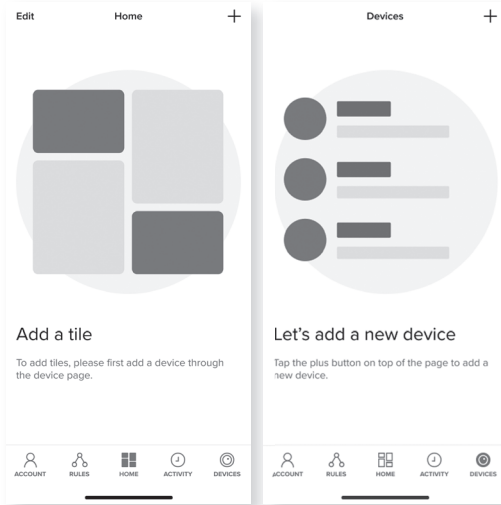 Edit Home
Add a tile
To add tiles, please first add a device through
the device page.
ACCOUNT RULES HOME ACTIVITY DEVICES
Devices
Let's add a new device
Tap the plus button on top of the page to add a
new device.
ACCOUNT RULES HOME ACTIVITY DEVICES